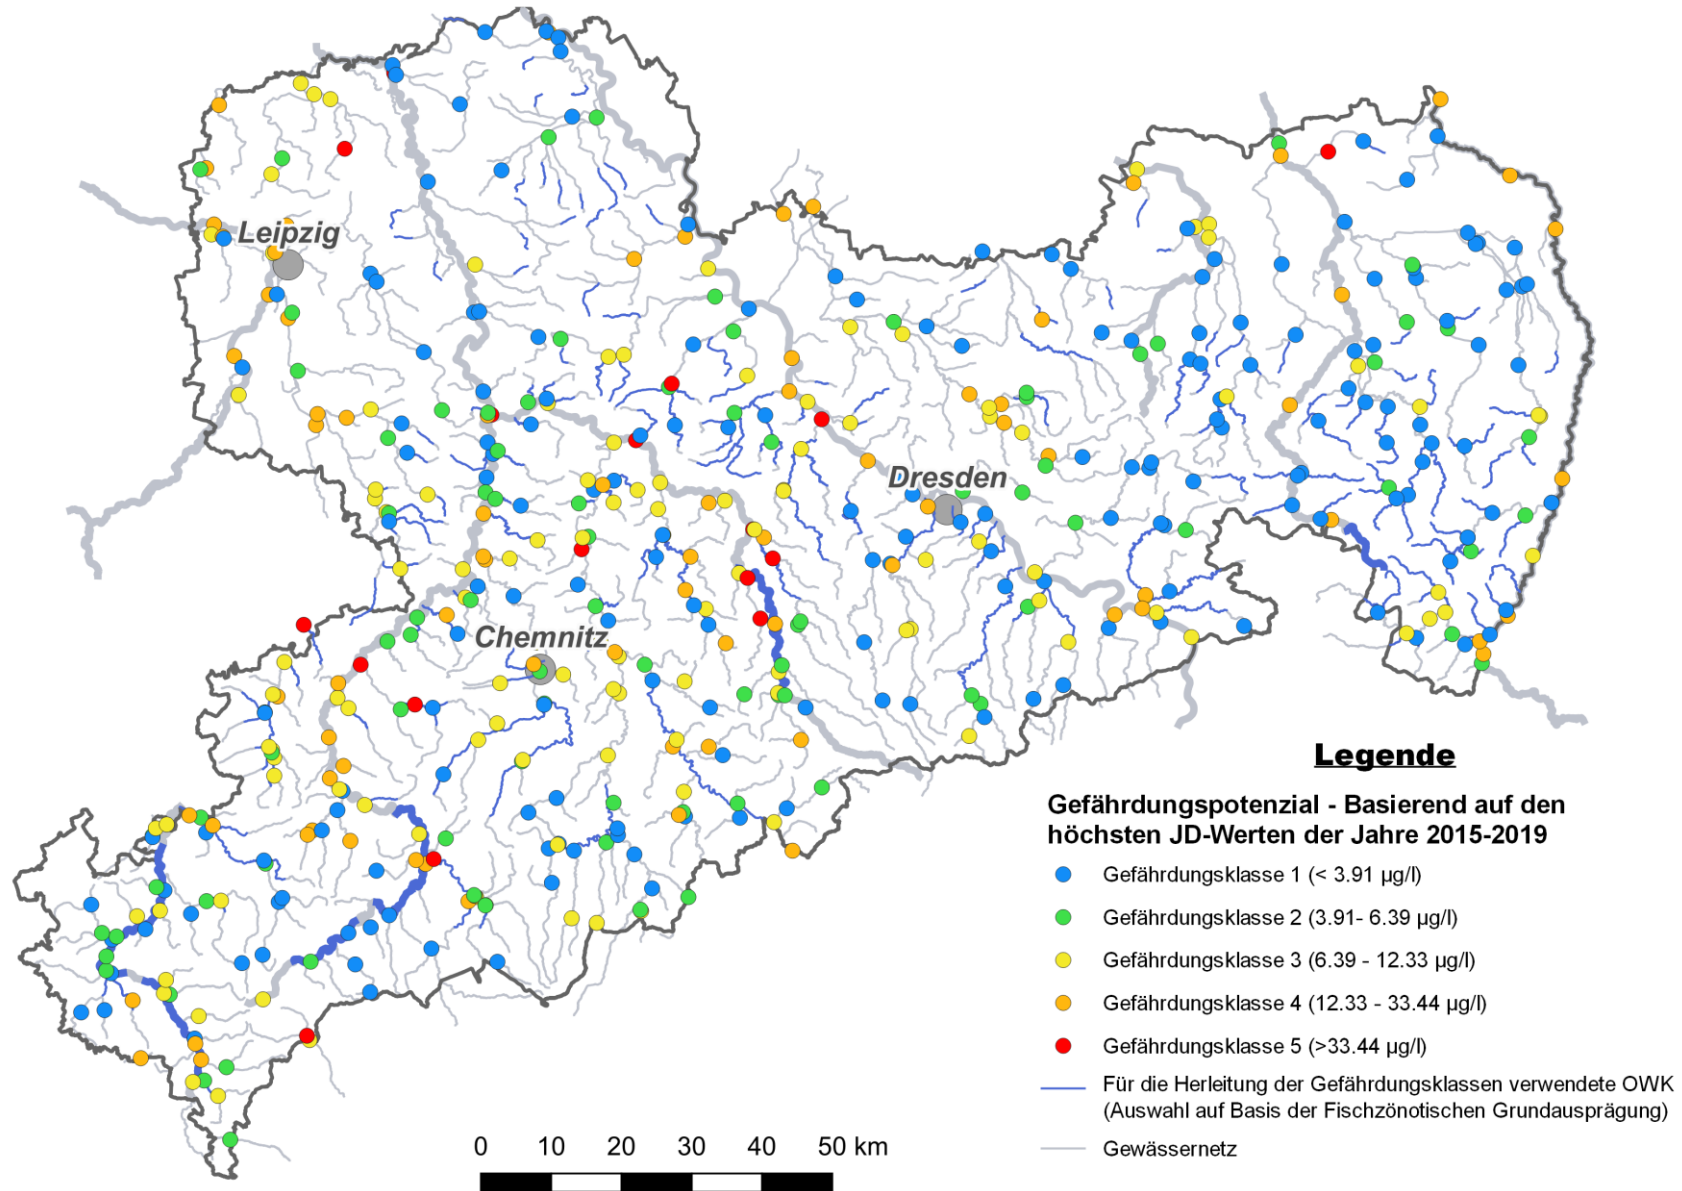 Leipzig
Dresden
Chemnitz
Legende
Gefährdungspotenzial - Basierend auf den
höchsten JD-Werten der Jahre 2015-2019
Gefährdungsklasse 1 (< 3.91 µg/l)
Gefährdungsklasse 2 (3.91- 6.39 µg/l)
Gefährdungsklasse 3 (6.39 - 12.33 µg/l)
Gefährdungsklasse 4 (12.33 - 33.44 µg/l)
Gefährdungsklasse 5 (>33.44 µg/l)
Für die Herleitung der Gefährdungsklassen verwendete OWK
(Auswahl auf Basis der Fischzönotischen Grundausprägung)
Gewässernetz
0 10 20 30 40 50 km